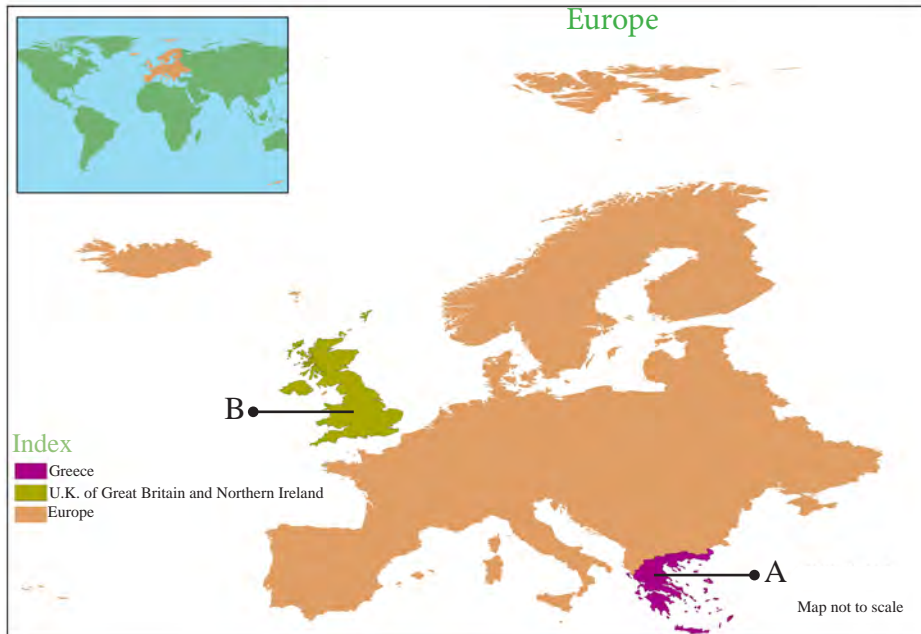 Europe
B
Index
Greece
U.K. of Great Britain and Northern Ireland
Europe
A
Map not to scale